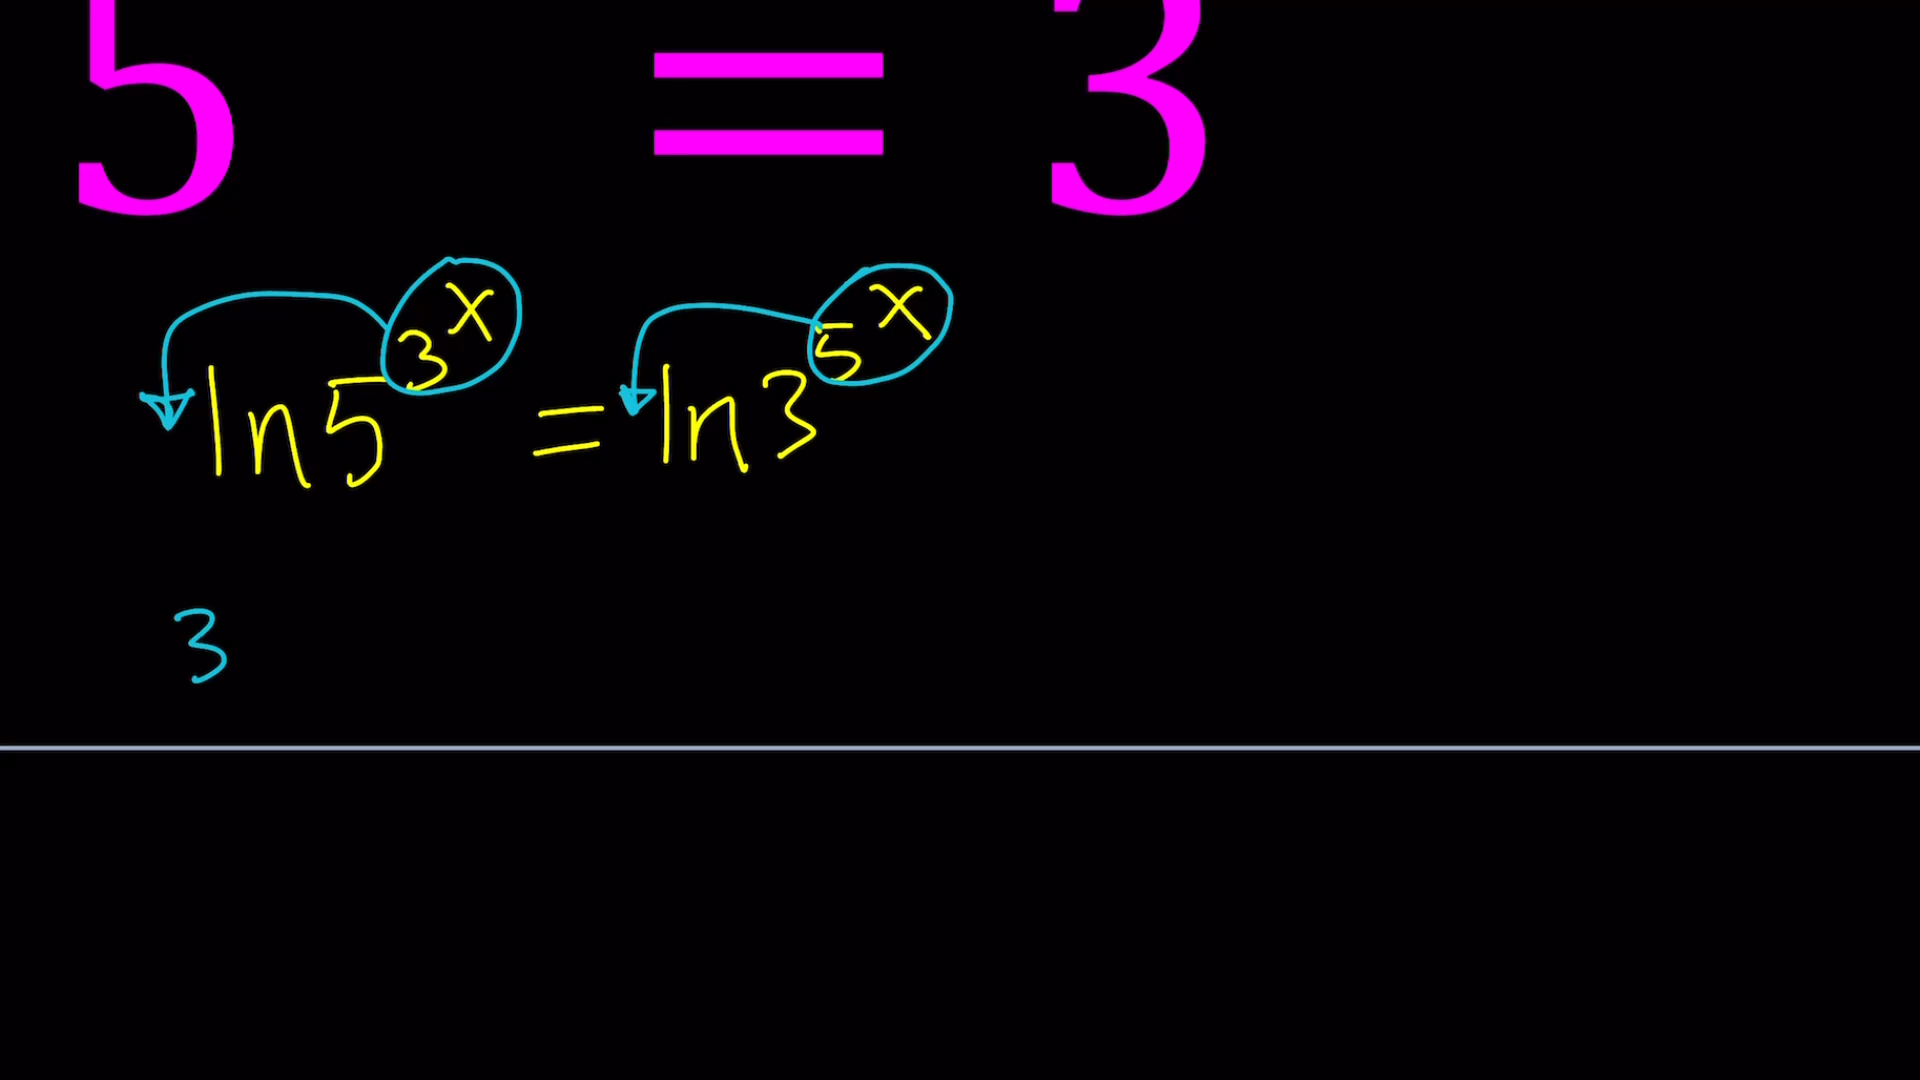 5 = 3
ln5^3^x = ln3^5^x
3